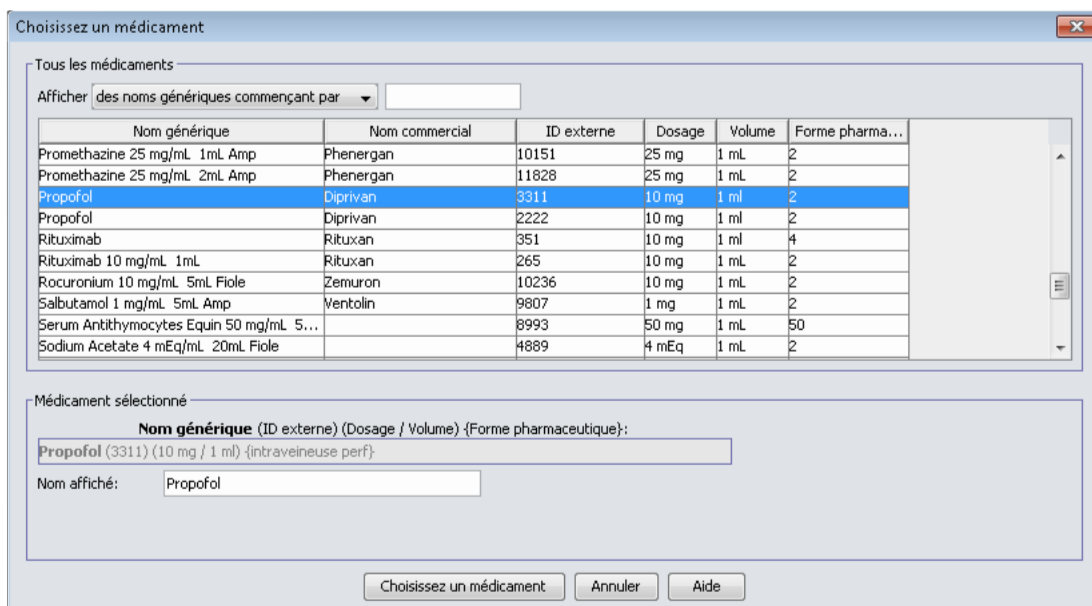 Choisissez un médicament
Tous les médicaments
Afficher des noms génériques commençant par
Nom générique Nom commercial ID externe Dosage Volume Forme pharma...
Promethazine 25 mg/mL 1mL Amp Phenergan 10151 25 mg 1 mL 2
Promethazine 25 mg/mL 2mL Amp Phenergan 11828 25 mg 1 mL 2
Propofol Diprivan 3311 10 mg 1 ml 2
Propofol Diprivan 2222 10 mg 1 ml 2
Rituximab Rituxan 351 10 mg 1 ml 4
Rituximab 10 mg/mL 1mL Rituxan 265 10 mg 1 mL 2
Rocuronium 10 mg/mL 5mL Fiole Zemuron 10236 10 mg 1 mL 2
Salbutamol 1 mg/mL 5mL Amp Ventolin 9807 1 mg 1 mL 2
Serum Antithymocytes Equin 50 mg/mL 5... 8993 50 mg 1 mL 50
Sodium Acetate 4 mEq/mL 20mL Fiole 4889 4 mEq 1 mL 2
Médicament sélectionné
Nom générique (ID externe) (Dosage / Volume) {Forme pharmaceutique}:
Propofol (3311) (10 mg / 1 ml) {intraveineuse perf}
Nom affiché: Propofol
Choisissez un médicament Annuler Aide